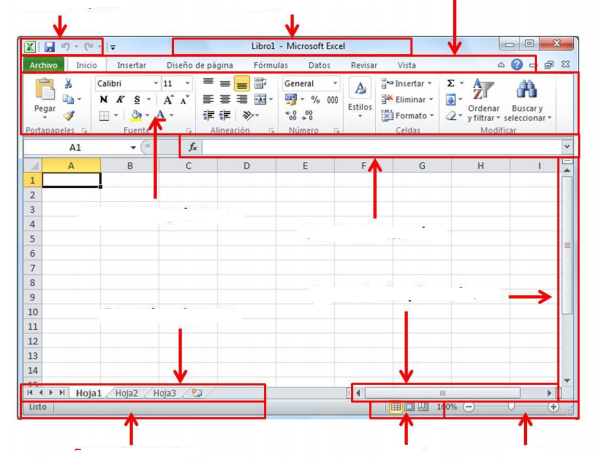 Libro1 - Microsoft Excel
Archivo Inicio Insertar Diseño de página Fórmulas Datos Revisar Vista
Calibri 11 General Insertar Σ
Pegar N K S A A % 000 Estilos Eliminar Ordenar y filtrar Buscar y seleccionar
A Formato
Portapapeles Fuente Alineación Número Celdas Modificar
A1 fx
A B C D E F G H I
1
2
3
4
5
6
7
8
9
10
11
12
13
14
15
Hoja1 Hoja2 Hoja3
Listo 100%